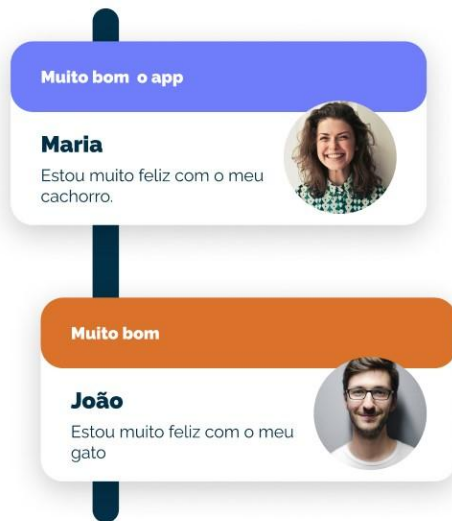 Muito bom o app
Maria
Estou muito feliz com o meu
cachorro.
Muito bom
João
Estou muito feliz com o meu
gato